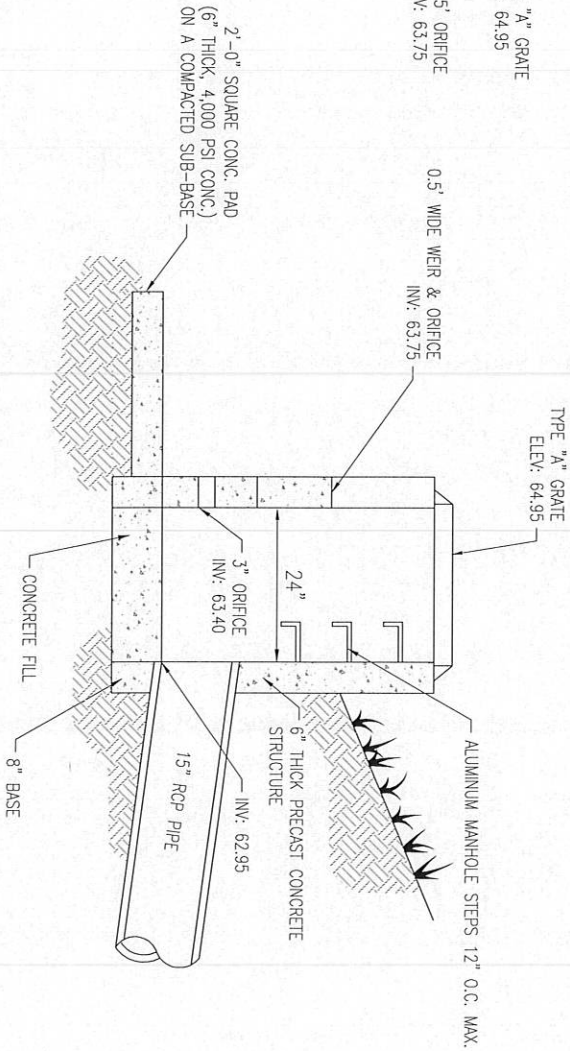 "A" GRATE
64.95
5' ORIFICE
V: 63.75
0.5' WIDE WEIR & ORIFICE
INV: 63.75
TYPE "A" GRATE
ELEV: 64.95
2'-0" SQUARE CONC. PAD
(6" THICK, 4,000 PSI CONC.)
ON A COMPACTED SUB-BASE
3" ORIFICE
INV: 63.40
24"
ALUMINUM MANHOLE STEPS 12" O.C. MAX.
6" THICK PRECAST CONCRETE
STRUCTURE
INV: 62.95
15" RCP PIPE
CONCRETE FILL
8" BASE